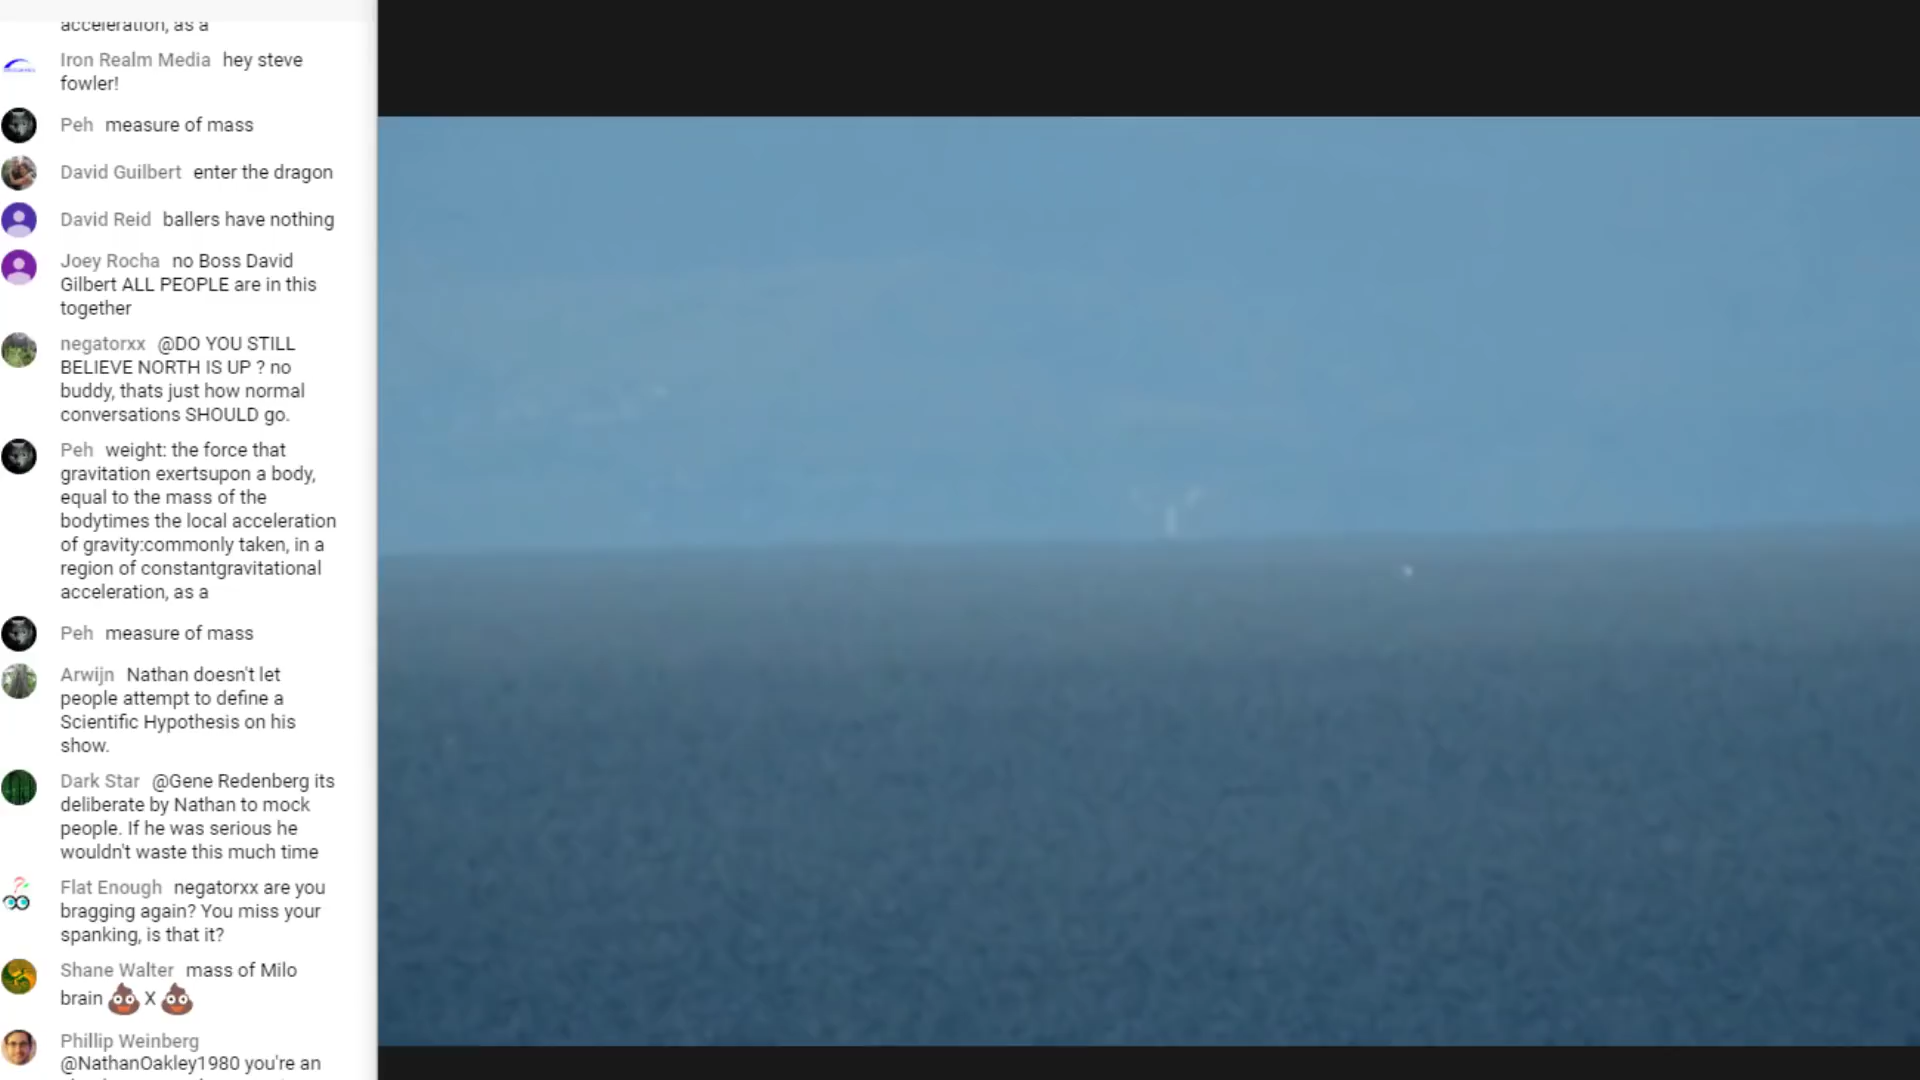 acceleration, as a
Iron Realm Media hey steve
fowler!
Peh measure of mass
David Guilbert enter the dragon
David Reid ballers have nothing
Joey Rocha no Boss David
Gilbert ALL PEOPLE are in this
together
negatorxx @DO YOU STILL
BELIEVE NORTH IS UP ? no
buddy, thats just how normal
conversations SHOULD go.
Peh weight: the force that
gravitation exertsupon a body,
equal to the mass of the
bodytimes the local acceleration
of gravity:commonly taken, in a
region of constantgravitational
acceleration, as a
Peh measure of mass
Arwijn Nathan doesn't let
people attempt to define a
Scientific Hypothesis on his
show.
Dark Star @Gene Redenberg its
deliberate by Nathan to mock
people. If he was serious he
wouldn't waste this much time
Flat Enough negatorxx are you
bragging again? You miss your
spanking, is that it?
Shane Walter mass of Milo
brain 💩 X 💩
Phillip Weinberg
@NathanOakley1980 you're an